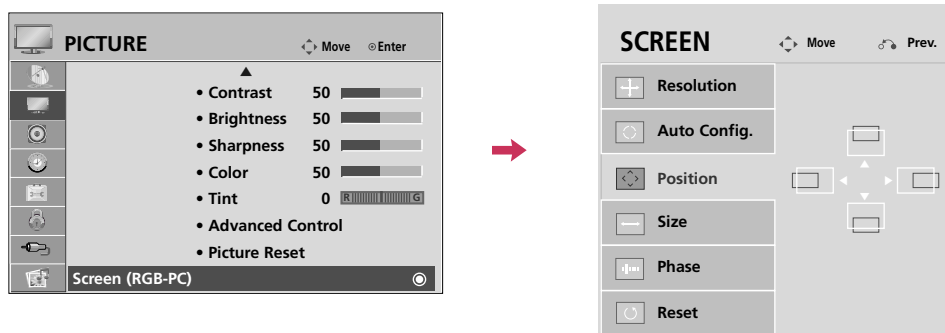 PICTURE
Move
Enter
• Contrast 50
• Brightness 50
• Sharpness 50
• Color 50
• Tint 0 R G
• Advanced Control
• Picture Reset
Screen (RGB-PC)
SCREEN
Move
Prev.
Resolution
Auto Config.
Position
Size
Phase
Reset